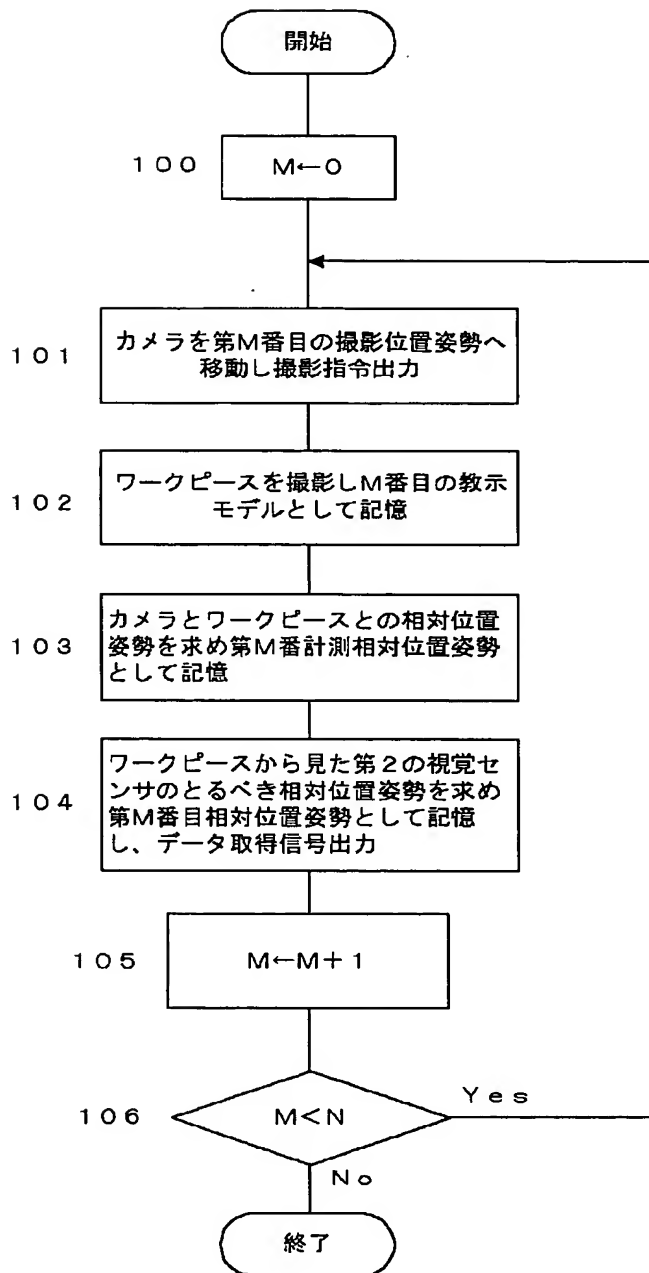 開始
100
M←0
101
カメラを第M番目の撮影位置姿勢へ
移動し撮影指令出力
102
ワークピースを撮影しM番目の教示
モデルとして記憶
103
カメラとワークピースとの相対位置
姿勢を求め第M番計測相対位置姿勢
として記憶
104
ワークピースから見た第2の視覚セ
ンサのとるべき相対位置姿勢を求め
第M番目相対位置姿勢として記憶
し、データ取得信号出力
105
M←M+1
106
M<N
Yes
No
終了